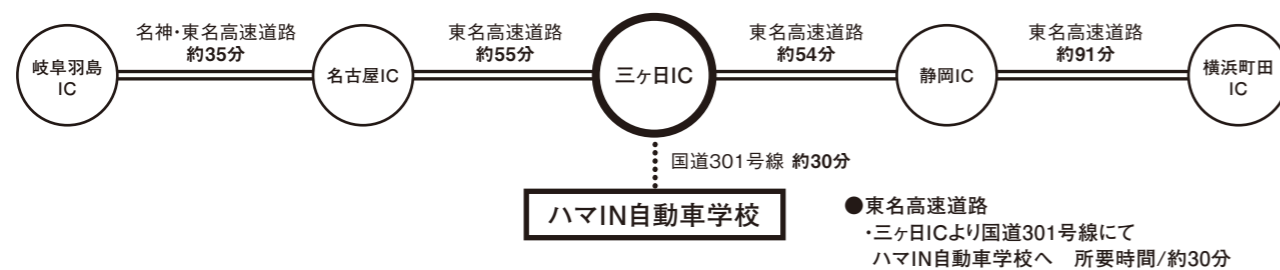 名神・東名高速道路
約35分
東名高速道路
約55分
東名高速道路
約54分
東名高速道路
約91分
岐阜羽島
IC
名古屋IC
三ヶ日IC
静岡IC
横浜町田
IC
国道301号線 約30分
ハマIN自動車学校
●東名高速道路
・三ヶ日ICより国道301号線にて
ハマIN自動車学校へ 所要時間/約30分